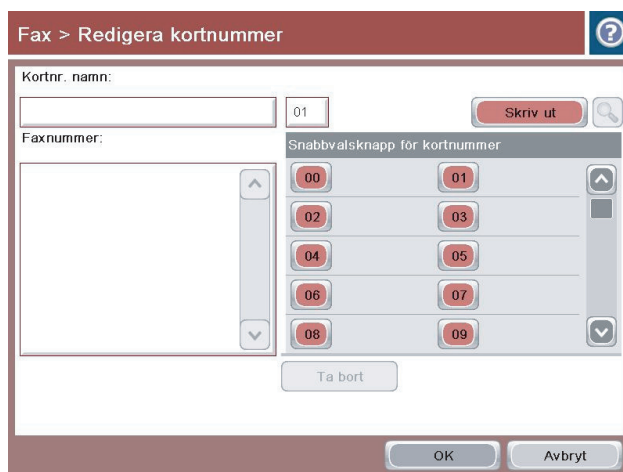 Fax > Redigera kortnummer
?
Kortnr. namn:
01
Skriv ut
Faxnummer:
Snabbvalsknapp för kortnummer
00 01
02 03
04 05
06 07
08 09
Ta bort
OK Avbryt